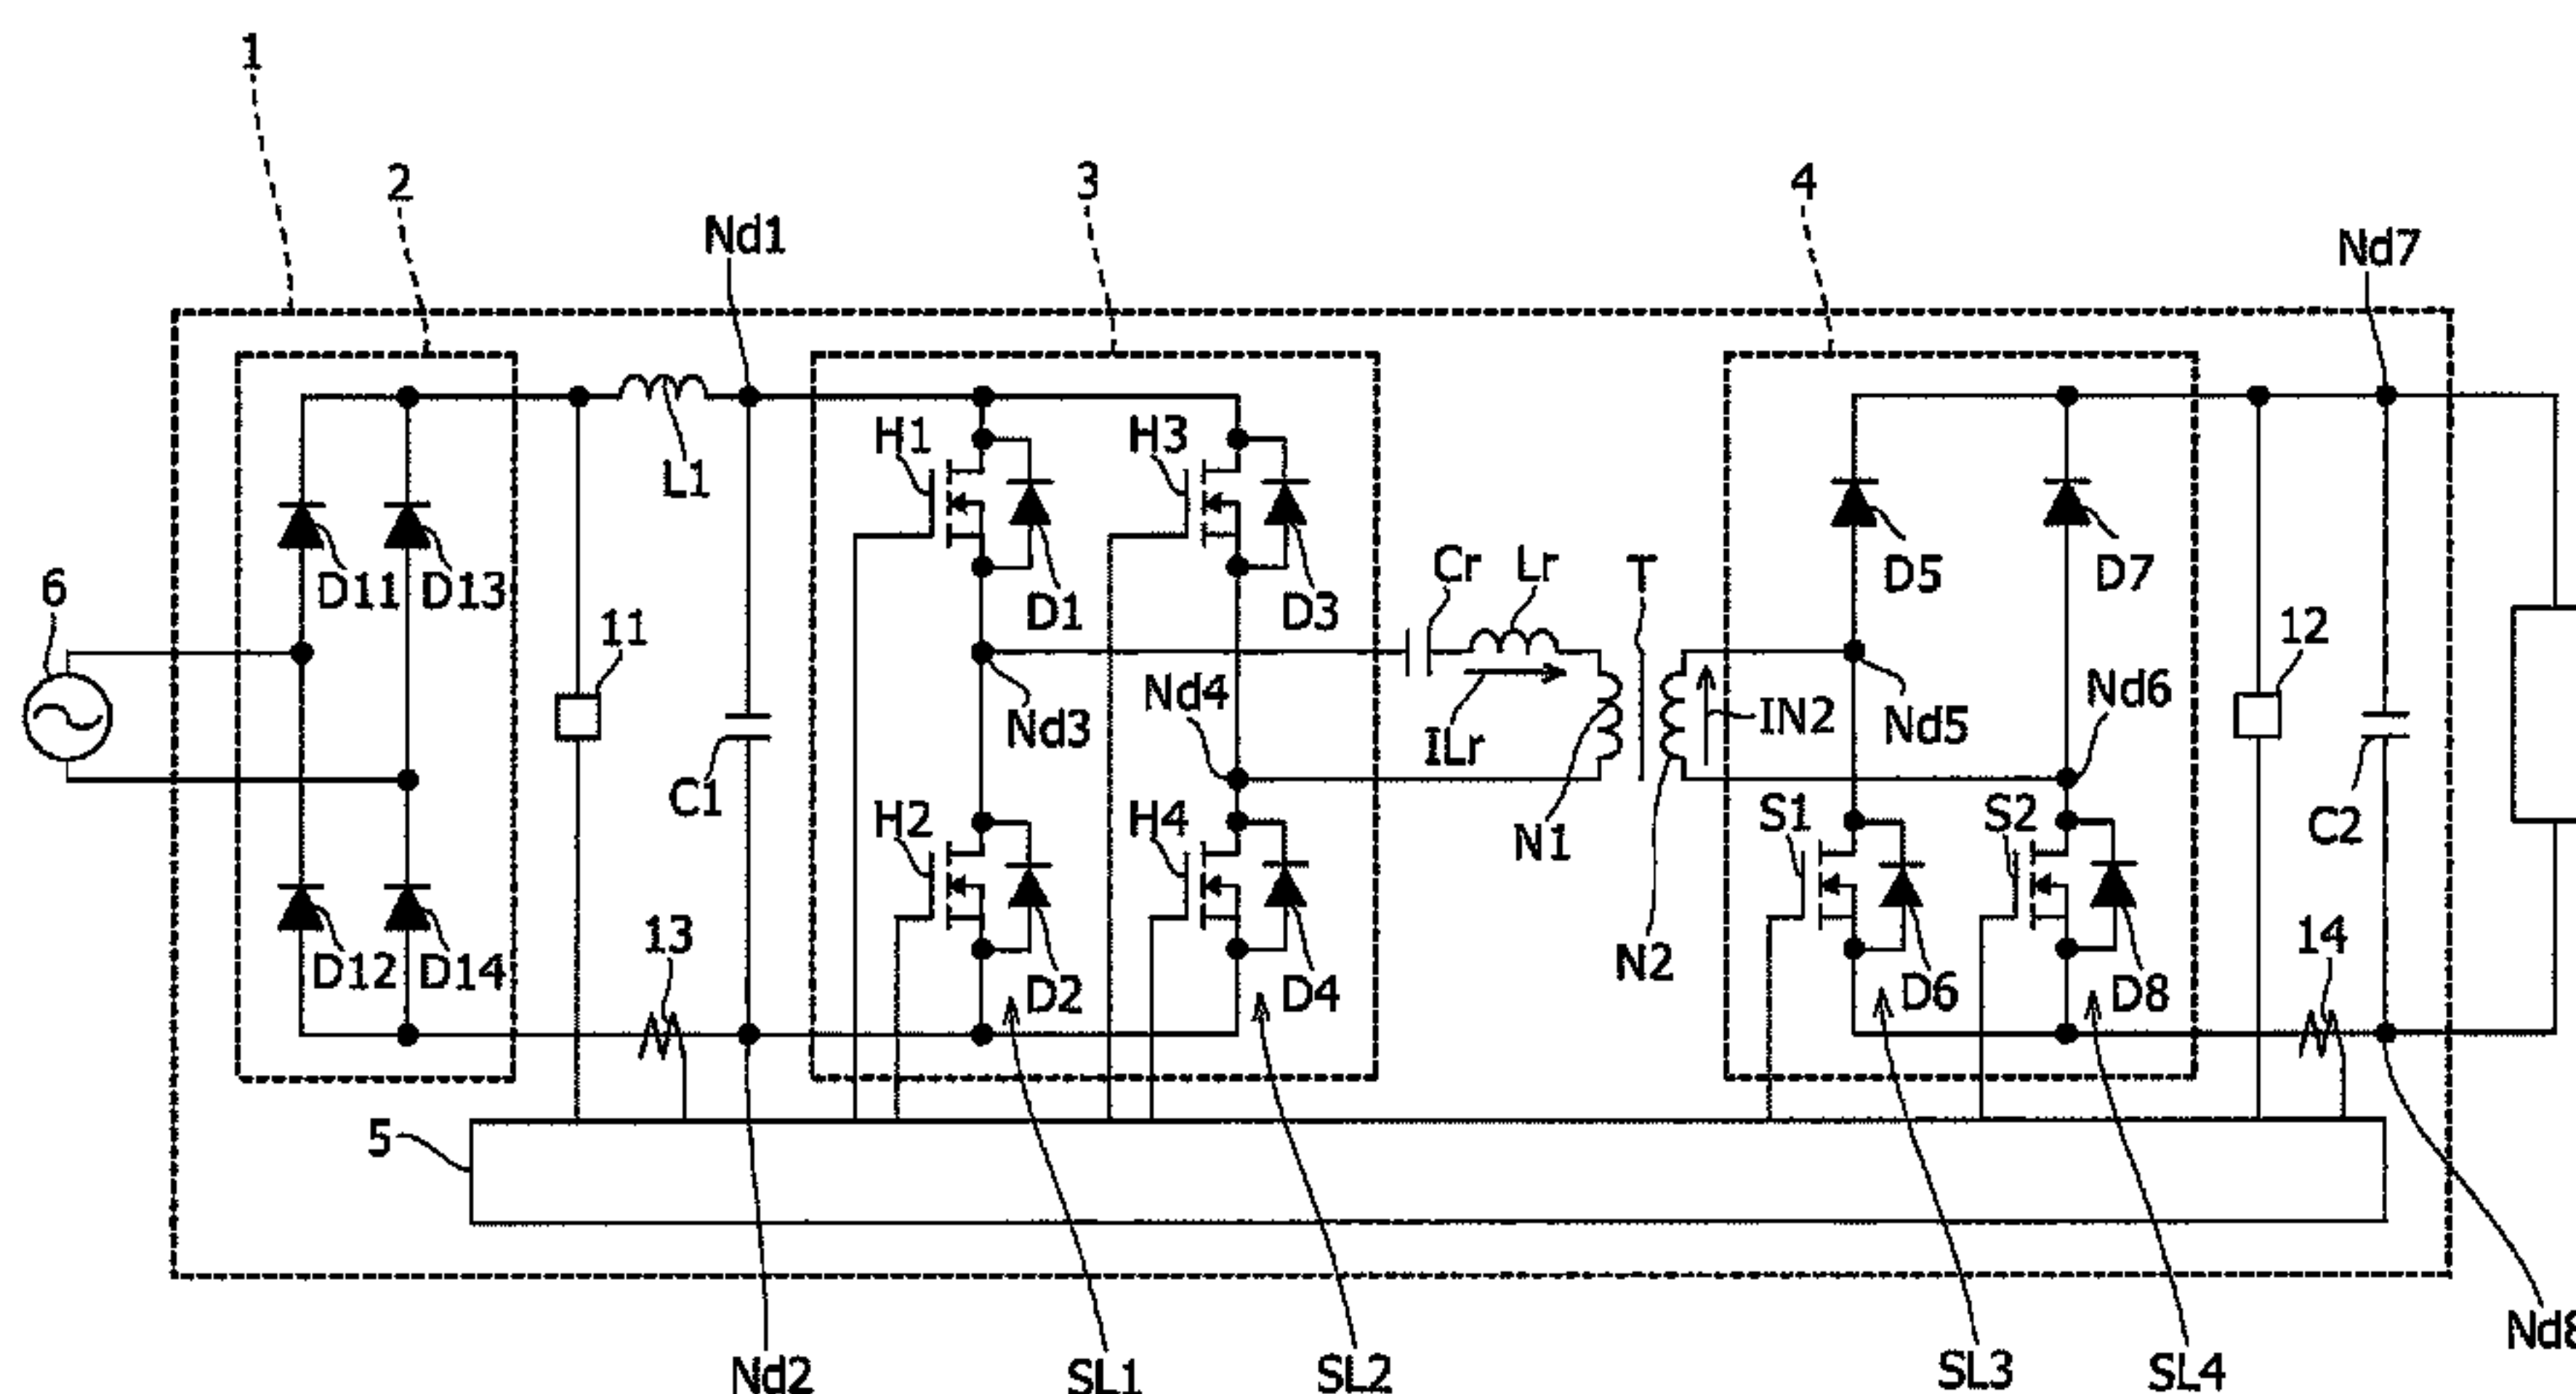 1
2
3
4
Nd1
Nd7
H1
H3
L1
D11
D13
D1
D3
Cr
Lr
T
D5
D7
6
11
12
Nd3
Nd4
ILr
IN2
Nd5
Nd6
C1
H2
H4
N1
S1
S2
C2
D12
D14
13
D2
D4
N2
D6
D8
14
5
Nd2
SL1
SL2
SL3
SL4
Nd8